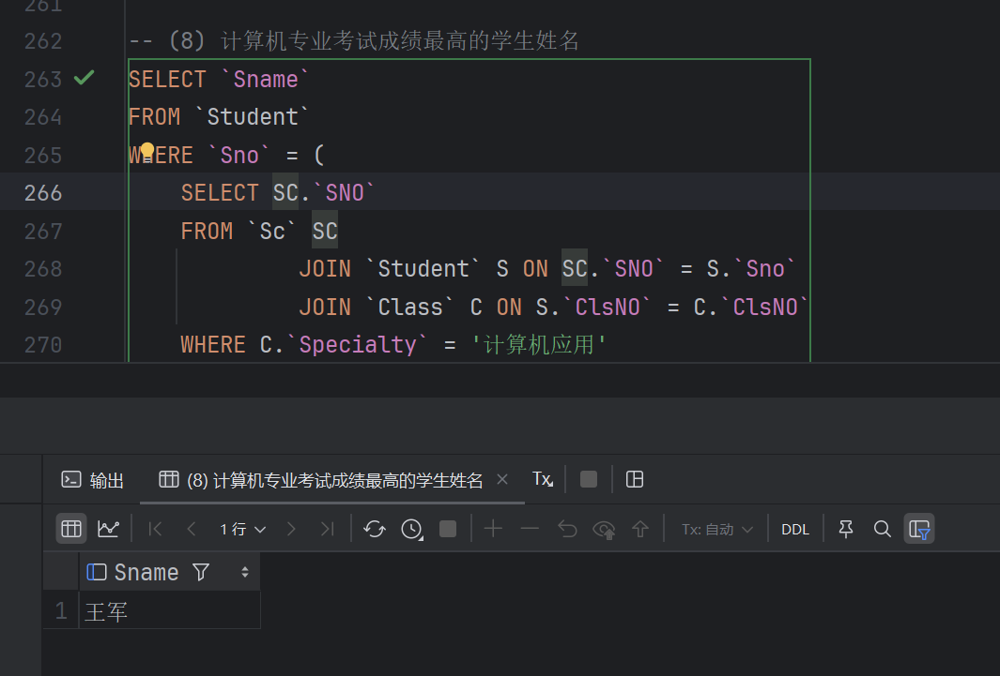 261
262 -- (8) 计算机专业考试成绩最高的学生姓名
263 SELECT `Sname`
264 FROM `Student`
265 WHERE `Sno` = (
266 SELECT SC.`SNO`
267 FROM `Sc` SC
268 JOIN `Student` S ON SC.`SNO` = S.`Sno`
269 JOIN `Class` C ON S.`ClsNO` = C.`ClsNO`
270 WHERE C.`Specialty` = '计算机应用'
输出 (8) 计算机专业考试成绩最高的学生姓名 Tx
1 行 Tx: 自动 DDL
Sname
1 王军